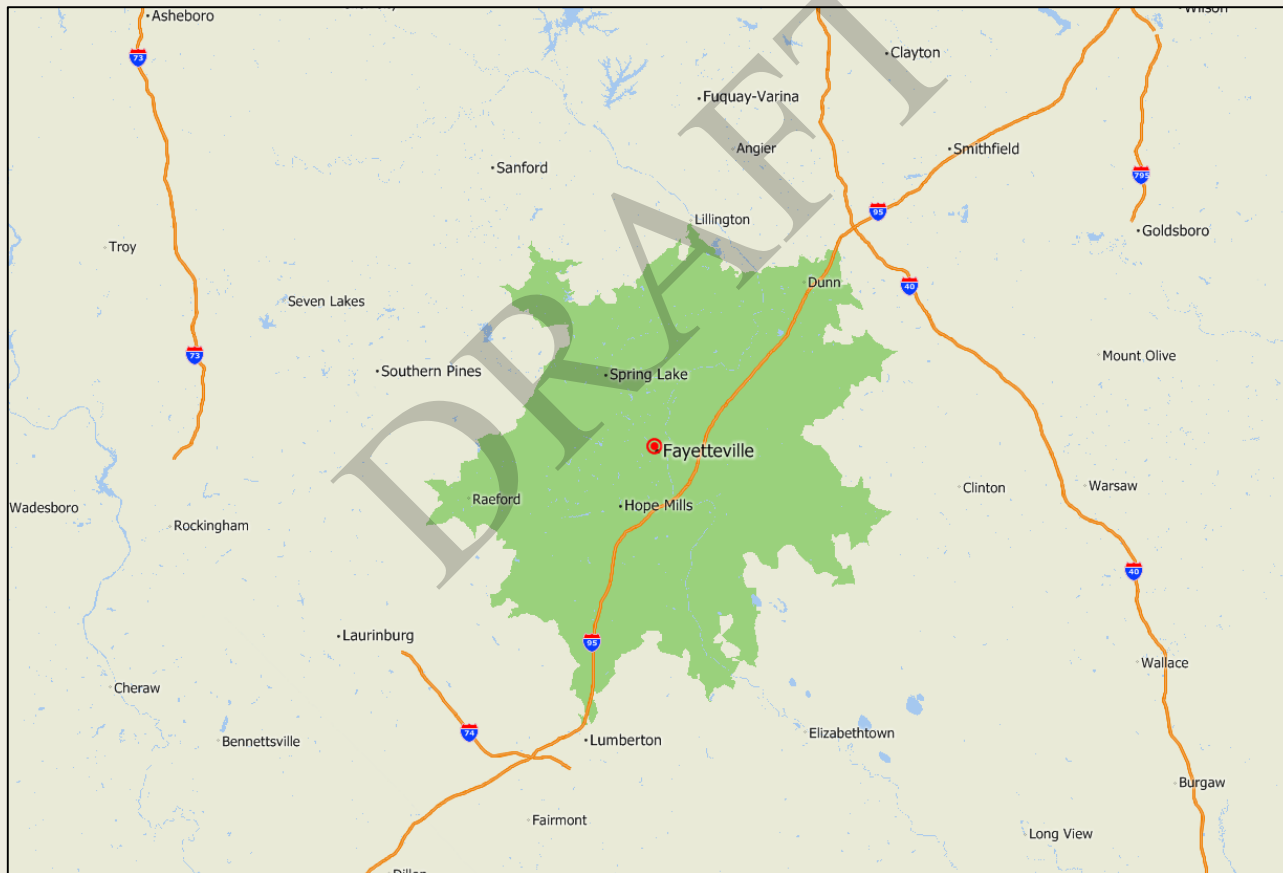 Asheboro
Wilson
73
Clayton
Fuquay-Varina
Angier
Smithfield
Sanford
795
95
Lillington
Goldsboro
Troy
Dunn
40
Seven Lakes
73
Mount Olive
Southern Pines
Spring Lake
DRAFT
Fayetteville
Raeford
Hope Mills
Clinton
Warsaw
Wadesboro
Rockingham
40
Laurinburg
95
Wallace
Cheraw
74
Bennettsville
Lumberton
Elizabethtown
Burgaw
Fairmont
Long View
Dillon